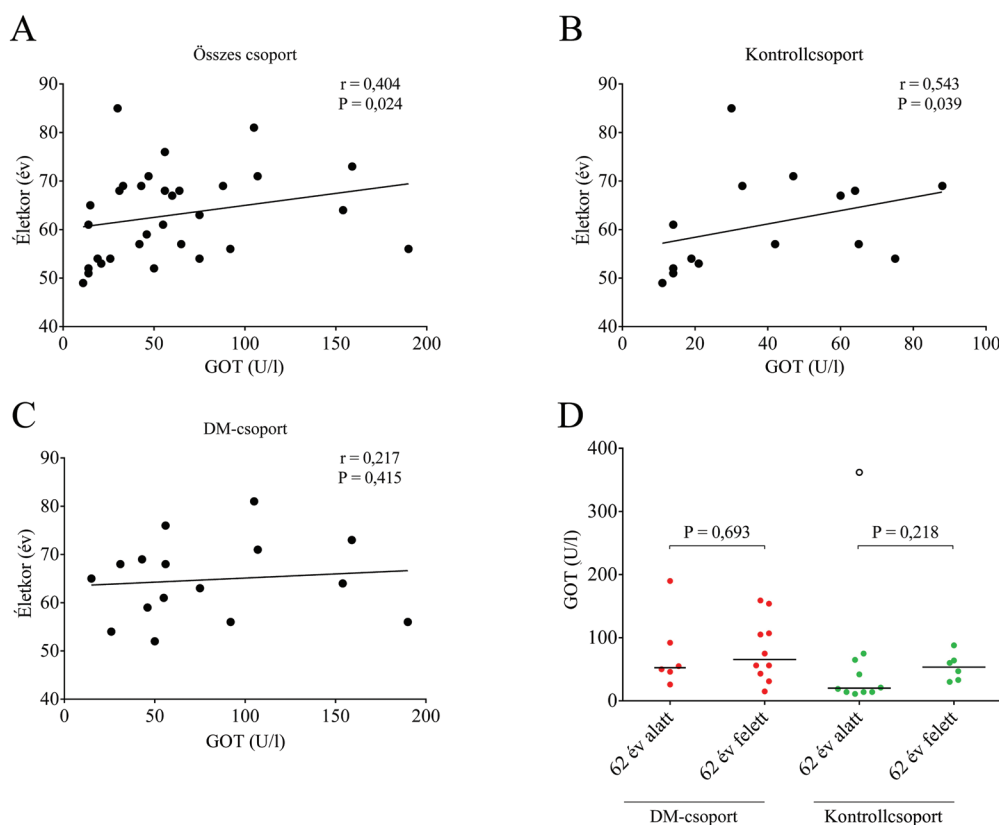 A
Összes csoport
r = 0,404
P = 0,024
Életkor (év)
90
80
70
60
50
40
0 50 100 150 200
GOT (U/l)
B
Kontrollcsoport
r = 0,543
P = 0,039
Életkor (év)
90
80
70
60
50
40
0 20 40 60 80 100
GOT (U/l)
C
DM-csoport
r = 0,217
P = 0,415
Életkor (év)
90
80
70
60
50
40
0 50 100 150 200
GOT (U/l)
D
GOT (U/l)
400
300
200
100
0
P = 0,693
P = 0,218
62 év alatt
62 év felett
62 év alatt
62 év felett
DM-csoport
Kontrollcsoport